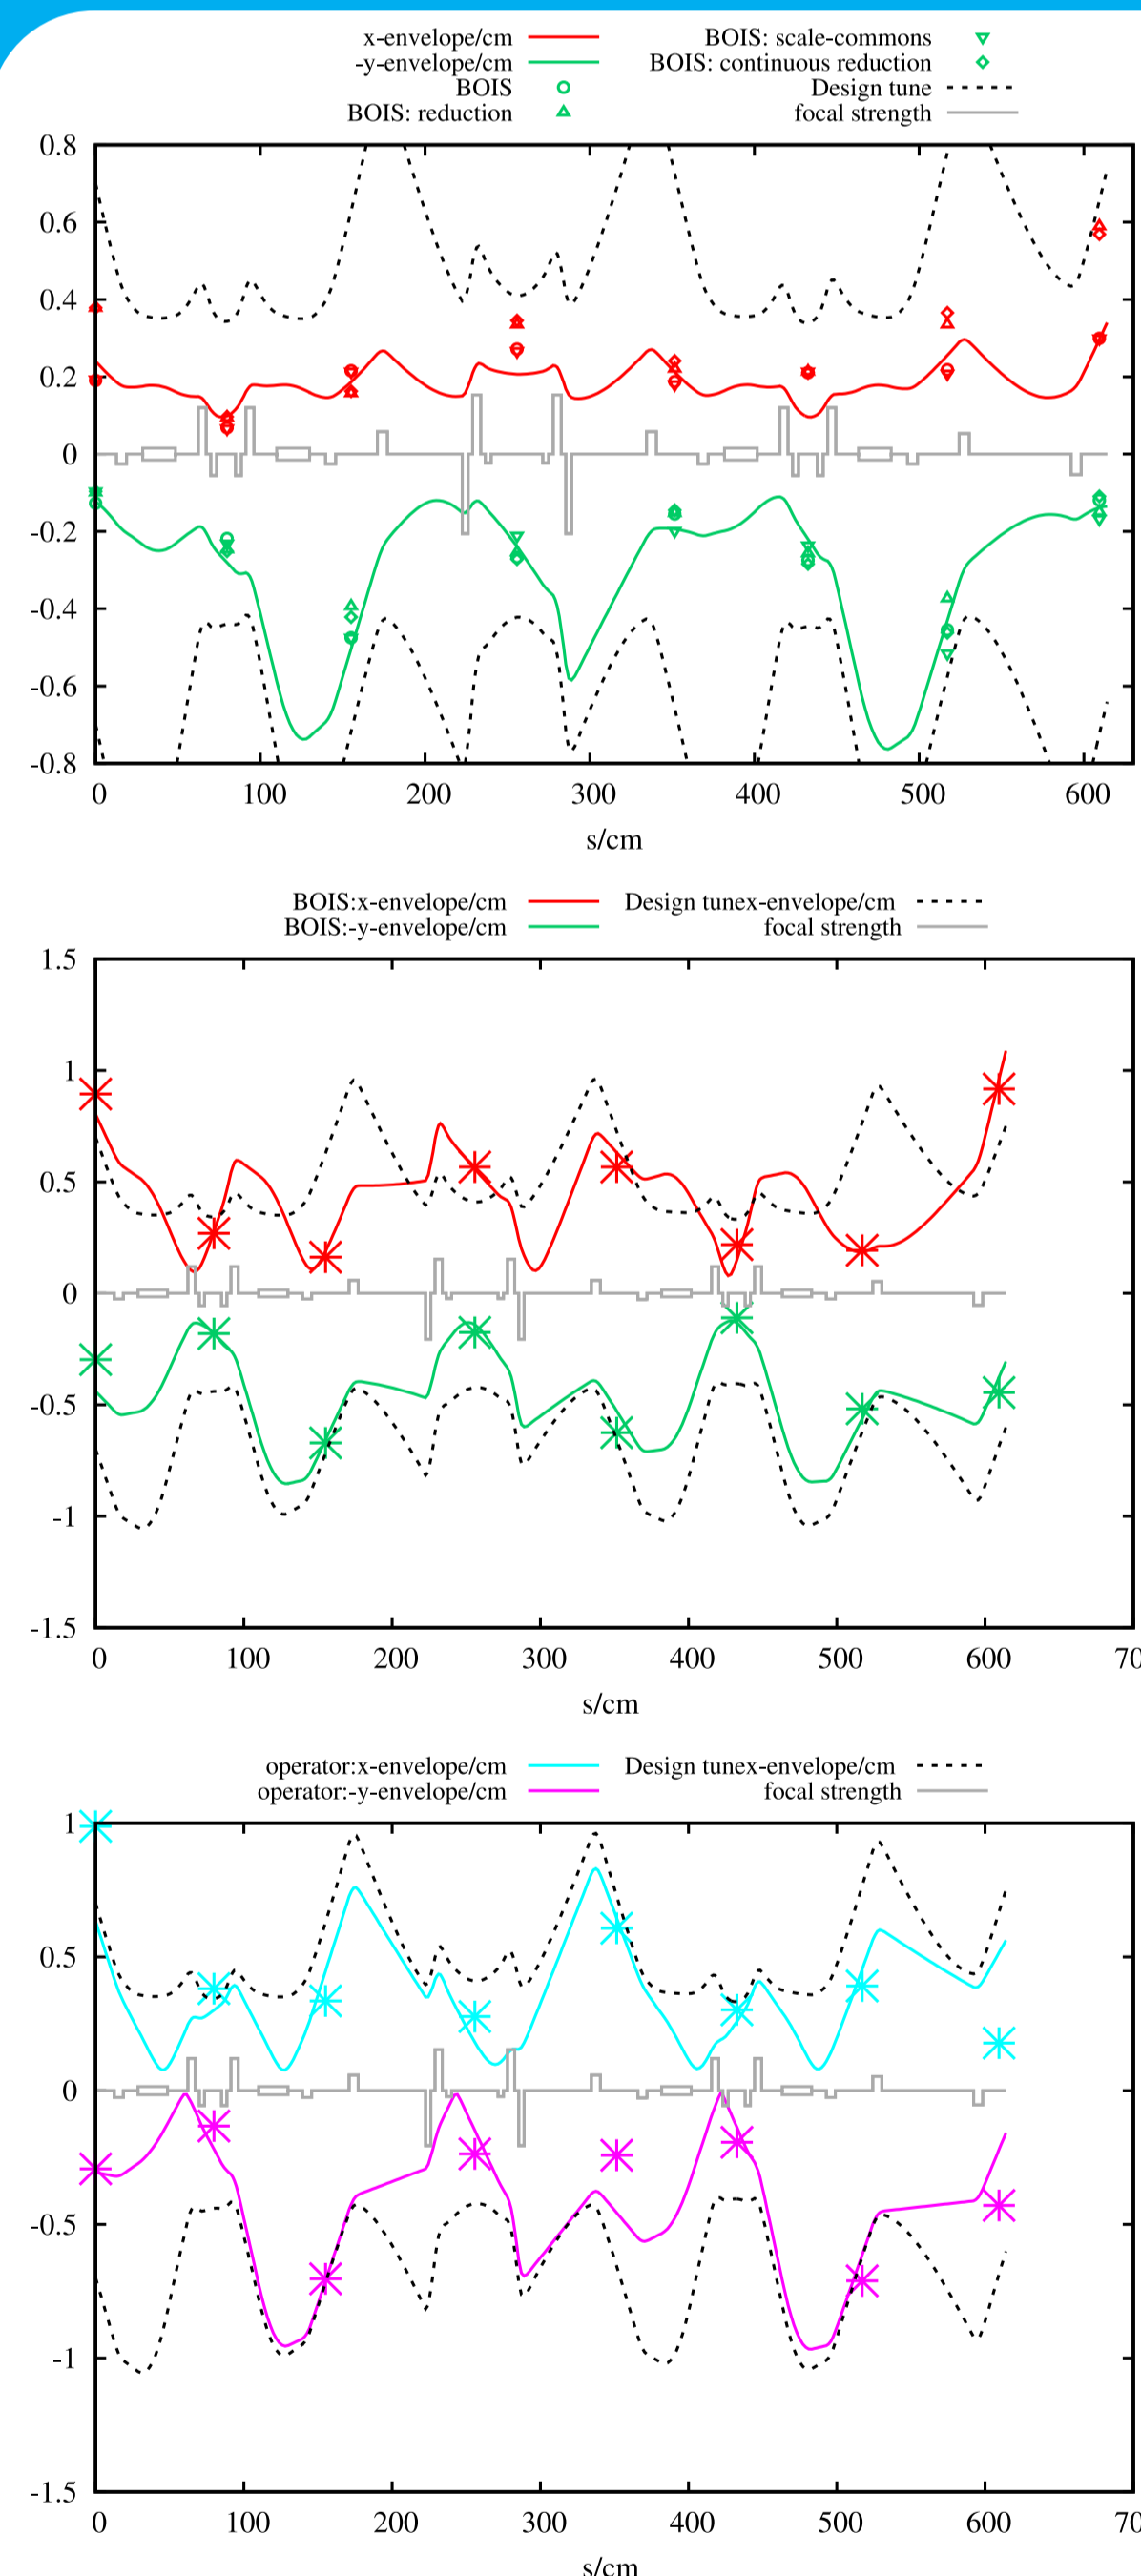 x-envelope/cm BOIS: scale-commons
-y-envelope/cm BOIS: continuous reduction
BOIS Design tune
BOIS: reduction focal strength
0.8
0.6
0.4
0.2
0
-0.2
-0.4
-0.6
-0.8
0 100 200 300 400 500 600
s/cm
BOIS:x-envelope/cm Design tunex-envelope/cm
BOIS:-y-envelope/cm focal strength
1.5
1
0.5
0
-0.5
-1
-1.5
0 100 200 300 400 500 600 70
s/cm
operator:x-envelope/cm Design tunex-envelope/cm
operator:-y-envelope/cm focal strength
1
0.5
0
-0.5
-1
-1.5
0 100 200 300 400 500 600 70
s/cm